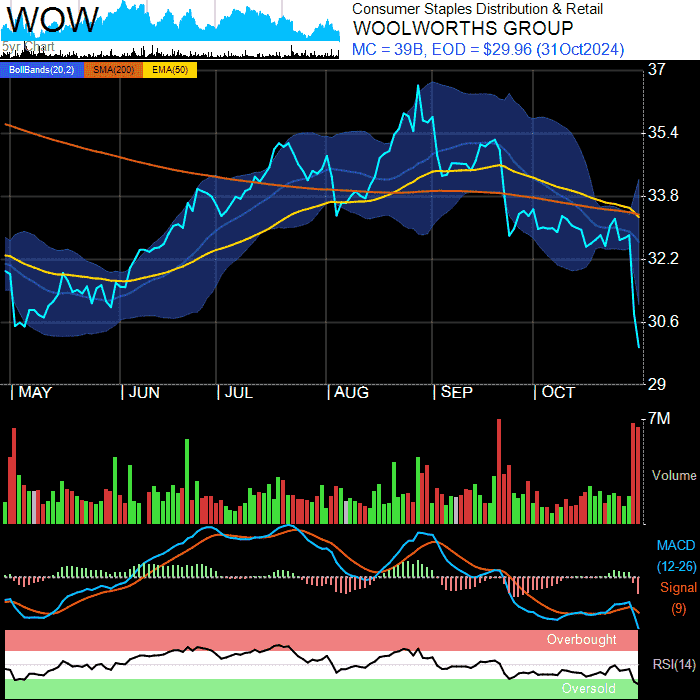 WOW
5yr Chart
Consumer Staples Distribution & Retail
WOOLWORTHS GROUP
MC = 39B, EOD = $29.96 (31Oct2024)
BollBands(20,2) SMA(200) EMA(50)
37
35.4
33.8
32.2
30.6
29
MAY JUN JUL AUG SEP OCT
7M
Volume
MACD
(12-26)
Signal
(9)
Overbought
RSI(14)
Oversold